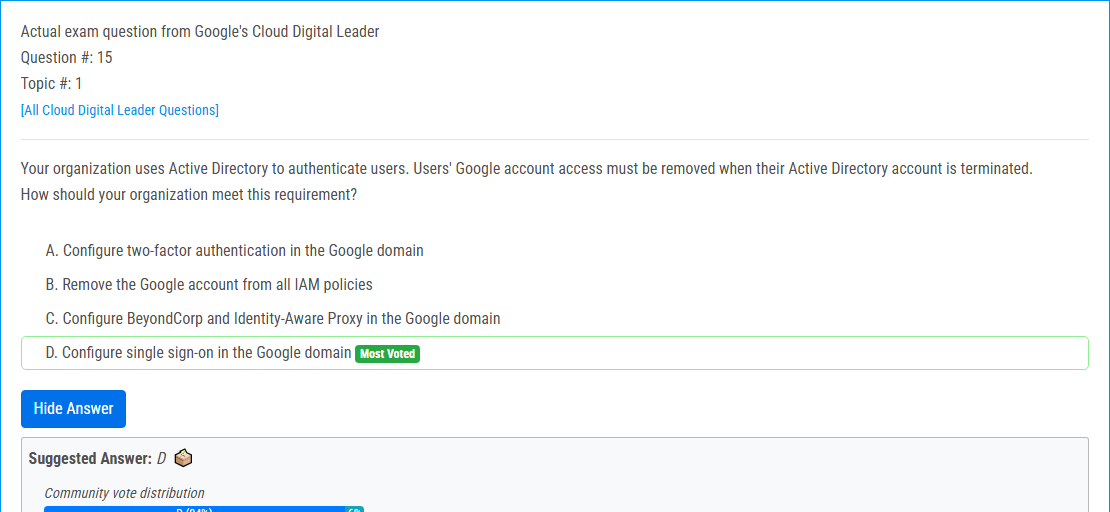 Actual exam question from Google's Cloud Digital Leader
Question #: 15
Topic #: 1
[All Cloud Digital Leader Questions]
Your organization uses Active Directory to authenticate users. Users' Google account access must be removed when their Active Directory account is terminated.
How should your organization meet this requirement?
A. Configure two-factor authentication in the Google domain
B. Remove the Google account from all IAM policies
C. Configure BeyondCorp and Identity-Aware Proxy in the Google domain
D. Configure single sign-on in the Google domain Most Voted
Hide Answer
Suggested Answer: D
Community vote distribution